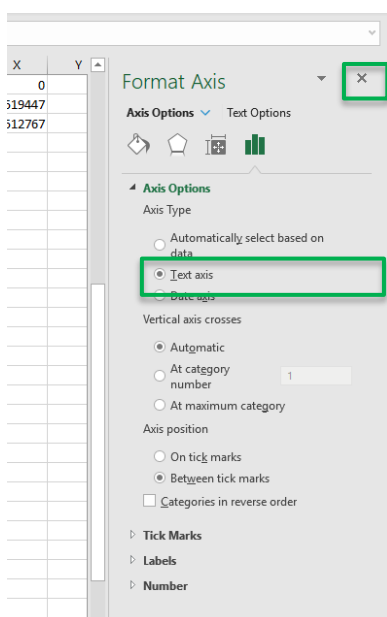 X Y
0
519447
512767
Format Axis
Axis Options Text Options
Axis Options
Axis Type
Automatically select based on
data
Text axis
Date axis
Vertical axis crosses
Automatic
At category
number
1
At maximum category
Axis position
On tick marks
Between tick marks
Categories in reverse order
Tick Marks
Labels
Number